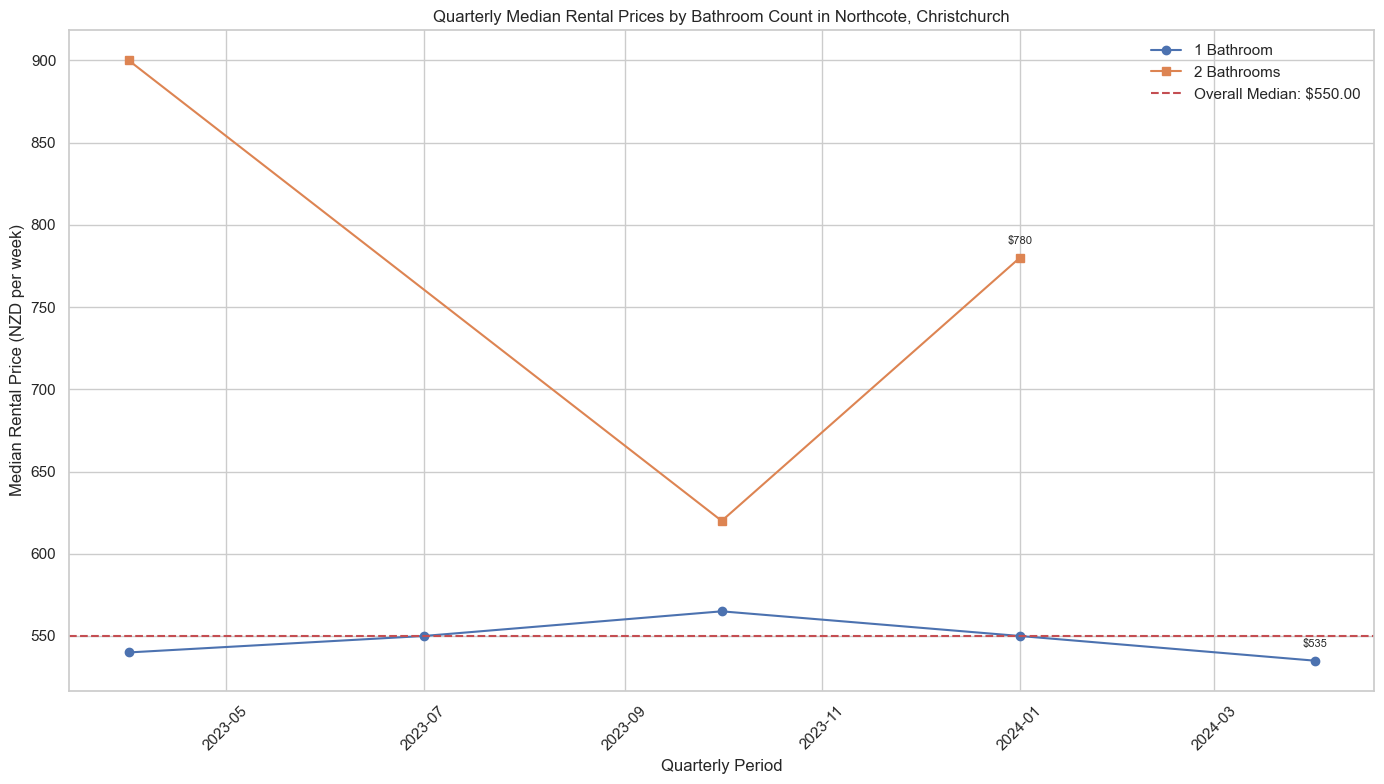 Quarterly Median Rental Prices by Bathroom Count in Northcote, Christchurch
1 Bathroom
2 Bathrooms
Overall Median: $550.00
Median Rental Price (NZD per week)
900
850
800
750
700
650
600
550
$780
$535
2023-05
2023-07
2023-09
2023-11
2024-01
2024-03
Quarterly Period